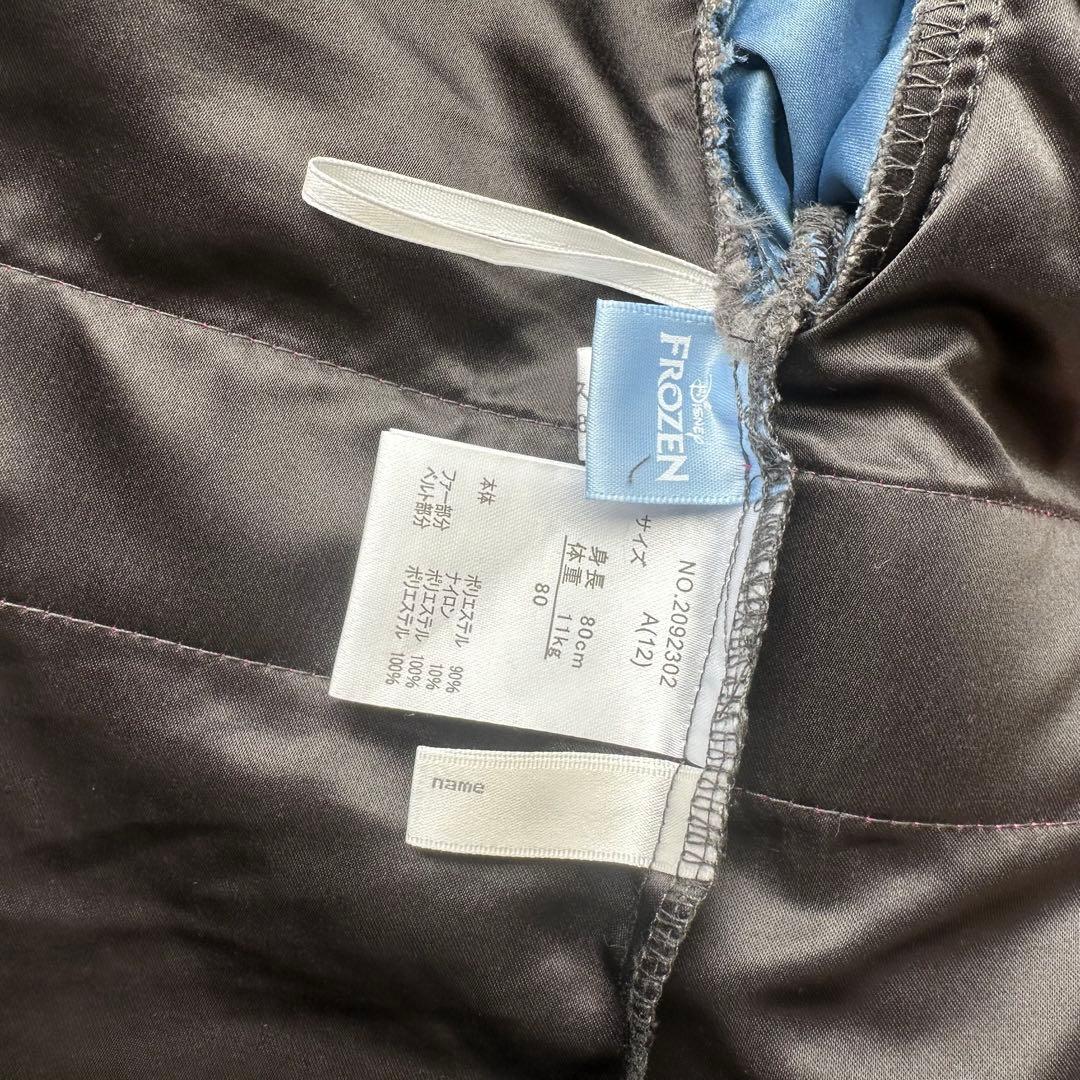 Disney
FROZEN
NO.2092302
サイズ A(12)
身長 80cm
体重 11kg
80
本体 ポリエステル 90%
ナイロン 10%
ファー部分 ポリエステル 100%
ベルト部分 ポリエステル 100%
name